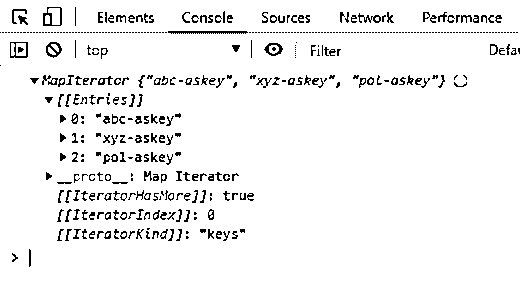 Elements Console Sources Network Performance
top ▼ Filter Defa
▼MapIterator {"abc-askey", "xyz-askey", "pol-askey"}
▼[[Entries]]
▶0: "abc-askey"
▶1: "xyz-askey"
▶2: "pol-askey"
▶__proto__: Map Iterator
[[IteratorHasMore]]: true
[[IteratorIndex]]: 0
[[IteratorKind]]: "keys"
>